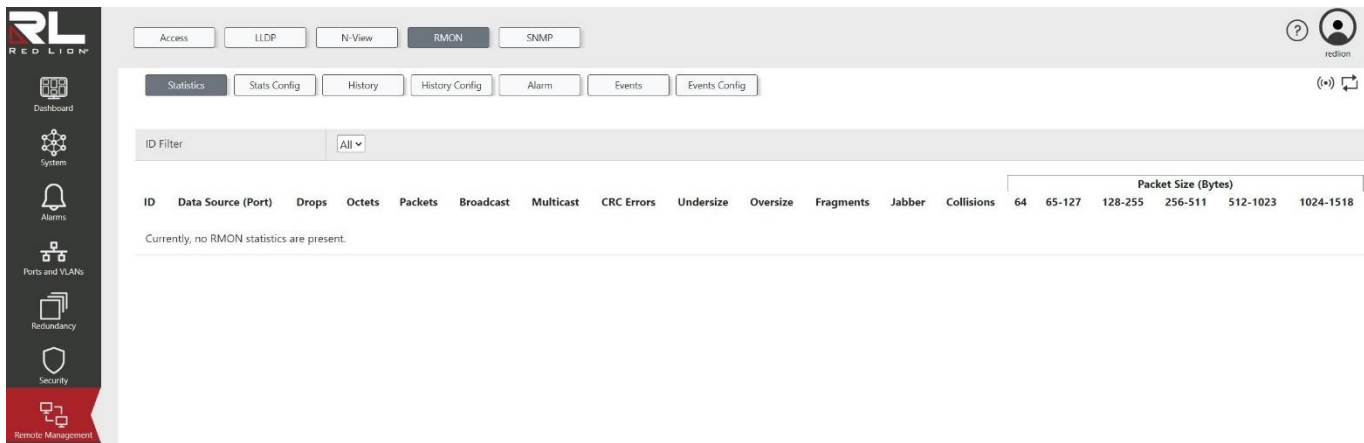 RL
RED LION
Access LLDP N-View RMON SNMP
?
redlion
Statistics Stats Config History History Config Alarm Events Events Config
Dashboard
System
Alarms
Ports and VLANs
Redundancy
Security
Remote Management
ID Filter All
Packet Size (Bytes)
ID Data Source (Port) Drops Octets Packets Broadcast Multicast CRC Errors Undersize Oversize Fragments Jabber Collisions 64 65-127 128-255 256-511 512-1023 1024-1518
Currently, no RMON statistics are present.